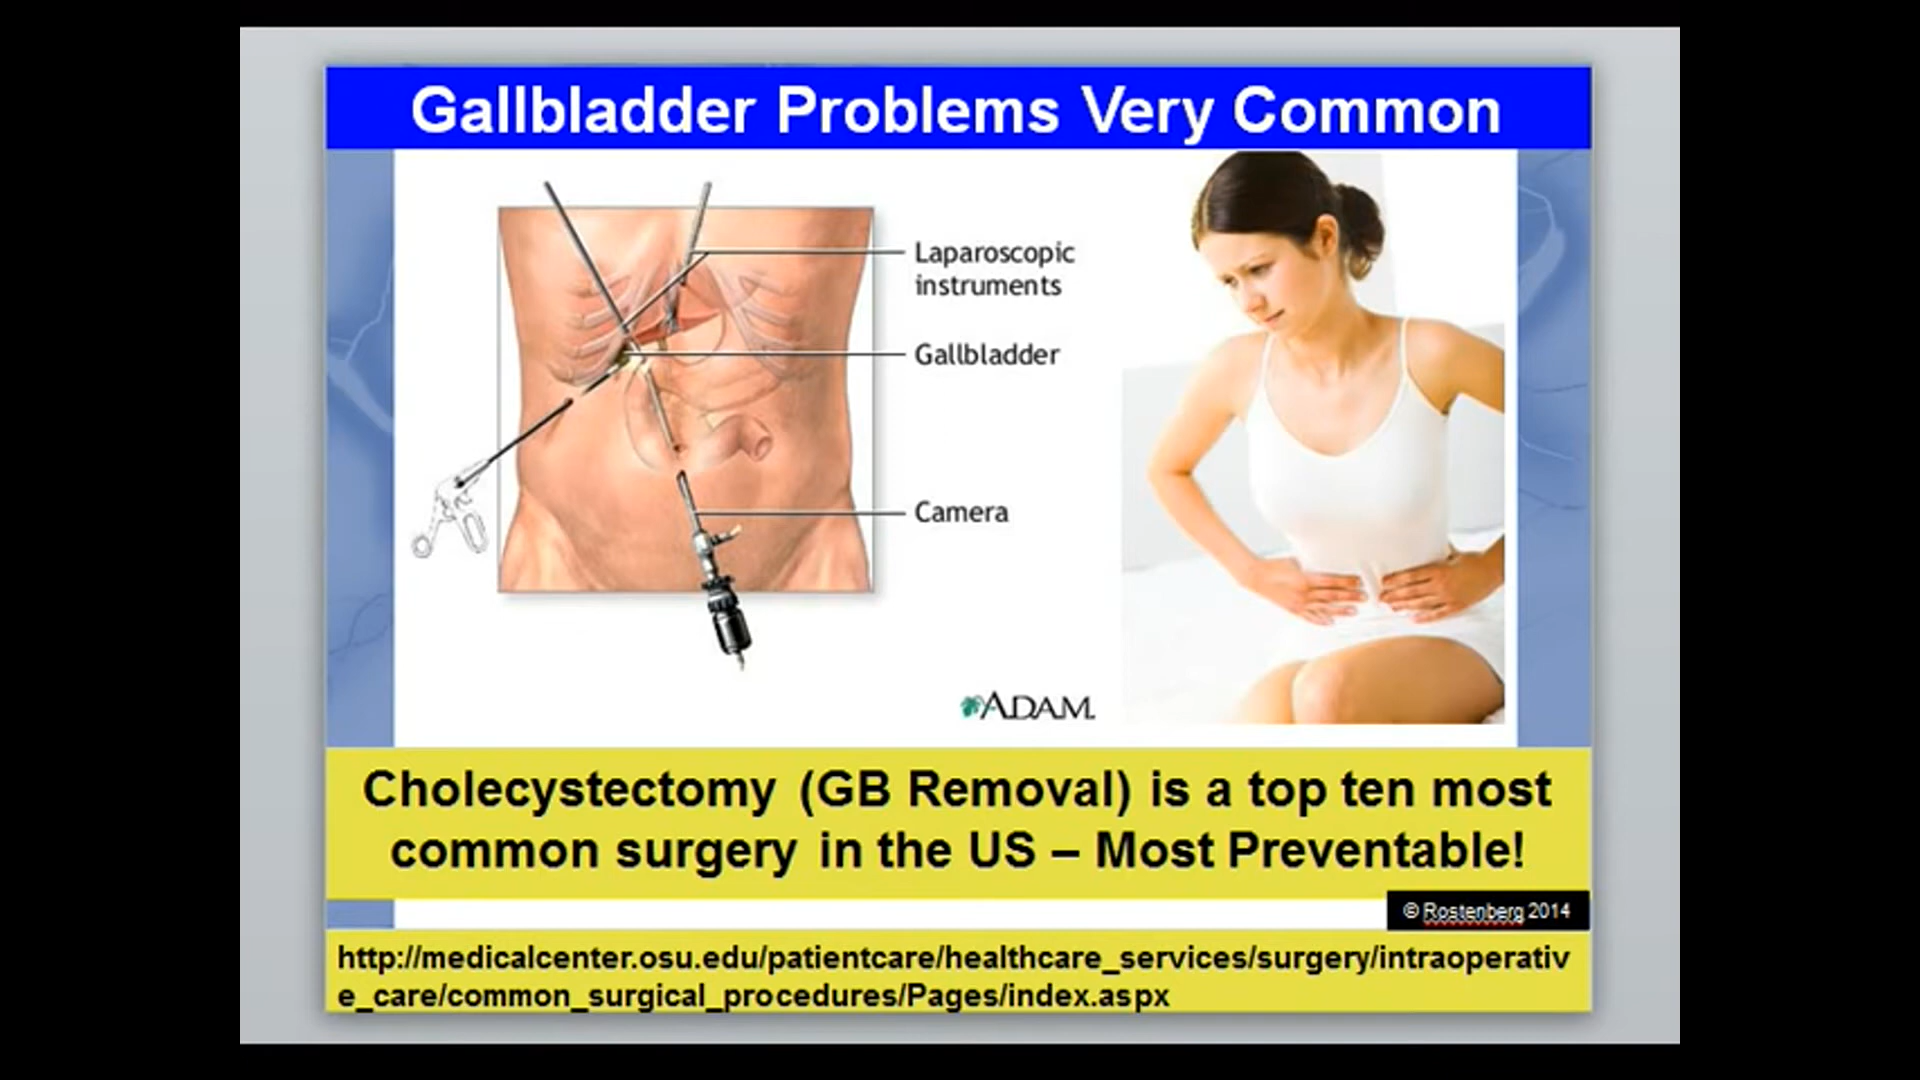 Gallbladder Problems Very Common
Laparoscopic
instruments
Gallbladder
Camera
A.D.A.M.
Cholecystectomy (GB Removal) is a top ten most
common surgery in the US – Most Preventable!
© Rostenberg 2014
http://medicalcenter.osu.edu/patientcare/healthcare_services/surgery/intraoperativ
e_care/common_surgical_procedures/Pages/index.aspx